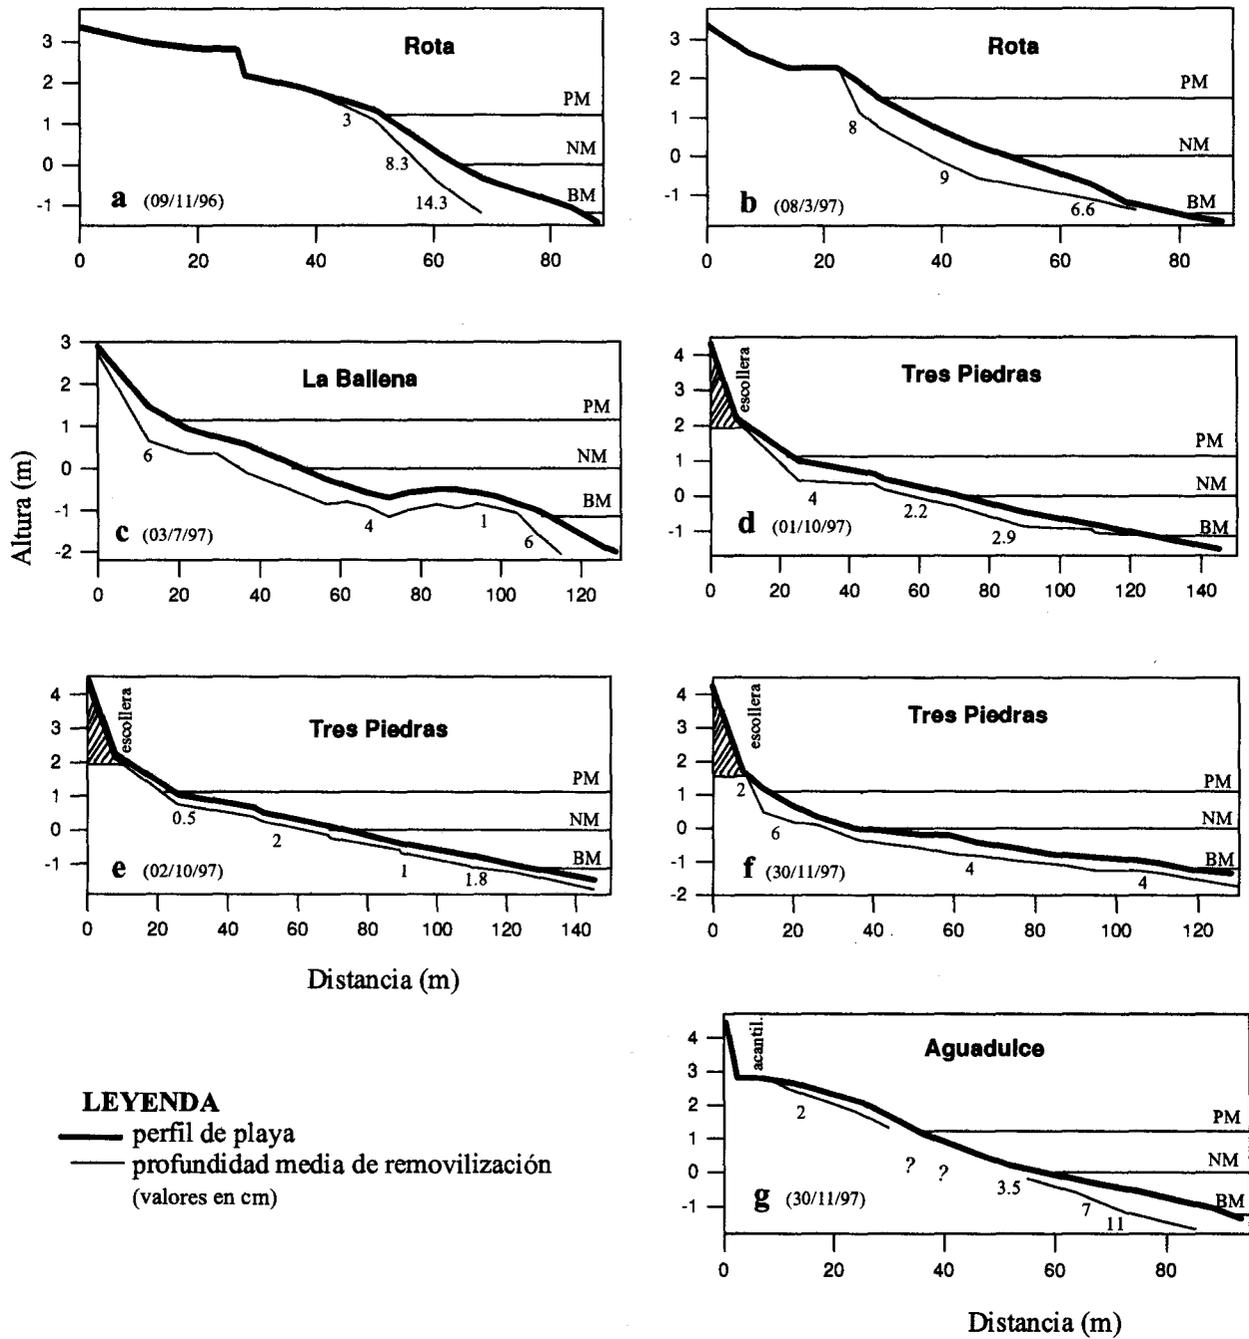 Rota
3
2
1
0
-1
PM
NM
BM
3
8.3
14.3
a (09/11/96)
0 20 40 60 80
Rota
3
2
1
0
-1
PM
NM
BM
8
9
6.6
b (08/3/97)
0 20 40 60 80
Altura (m)
La Ballena
3
2
1
0
-1
-2
PM
NM
BM
6
4
1
6
c (03/7/97)
0 20 40 60 80 100 120
Tres Piedras
escollera
4
3
2
1
0
-1
PM
NM
BM
4
2.2
2.9
d (01/10/97)
0 20 40 60 80 100 120 140
Tres Piedras
escollera
4
3
2
1
0
-1
PM
NM
BM
0.5
2
1
1.8
e (02/10/97)
0 20 40 60 80 100 120 140
Distancia (m)
Tres Piedras
escollera
4
3
2
1
0
-1
-2
PM
NM
BM
2
6
4
4
f (30/11/97)
0 20 40 60 80 100 120
Aguadulce
acantil.
4
3
2
1
0
-1
PM
NM
BM
2
? ?
3.5
7
11
g (30/11/97)
0 20 40 60 80
Distancia (m)
LEYENDA
perfil de playa
profundidad media de removilización
(valores en cm)